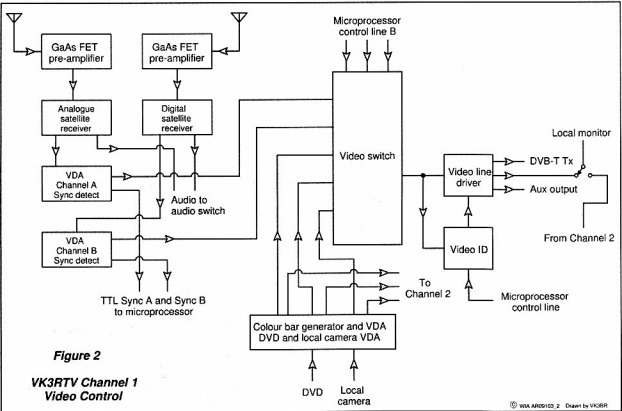 Microprocessor
control line B
GaAs FET
pre-amplifier
GaAs FET
pre-amplifier
Analogue
satellite
receiver
Digital
satellite
receiver
Video switch
Local monitor
VDA
Channel A
Sync detect
Audio to
audio switch
Video line
driver
DVB-T Tx
Aux output
VDA
Channel B
Sync detect
Video ID
From Channel 2
TTL Sync A and Sync B
to microprocessor
To
Channel 2
Microprocessor
control line
Colour bar generator and VDA
DVD and local camera VDA
Figure 2
VK3RTV Channel 1
Video Control
DVD
Local
camera
© WIA AR09103_2 Drawn by VK3BR